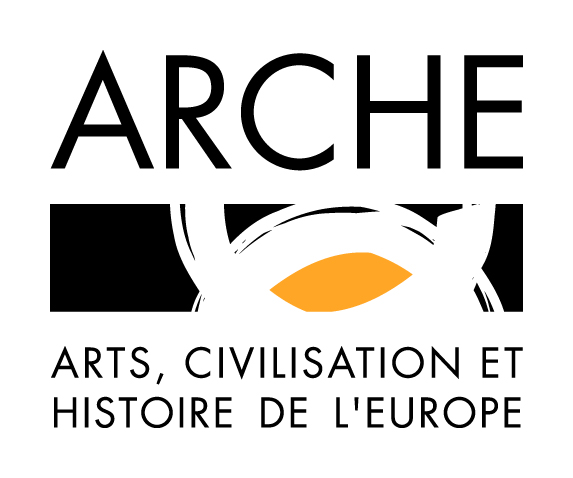 ARCHE
ARTS, CIVILISATION ET
HISTOIRE DE L'EUROPE